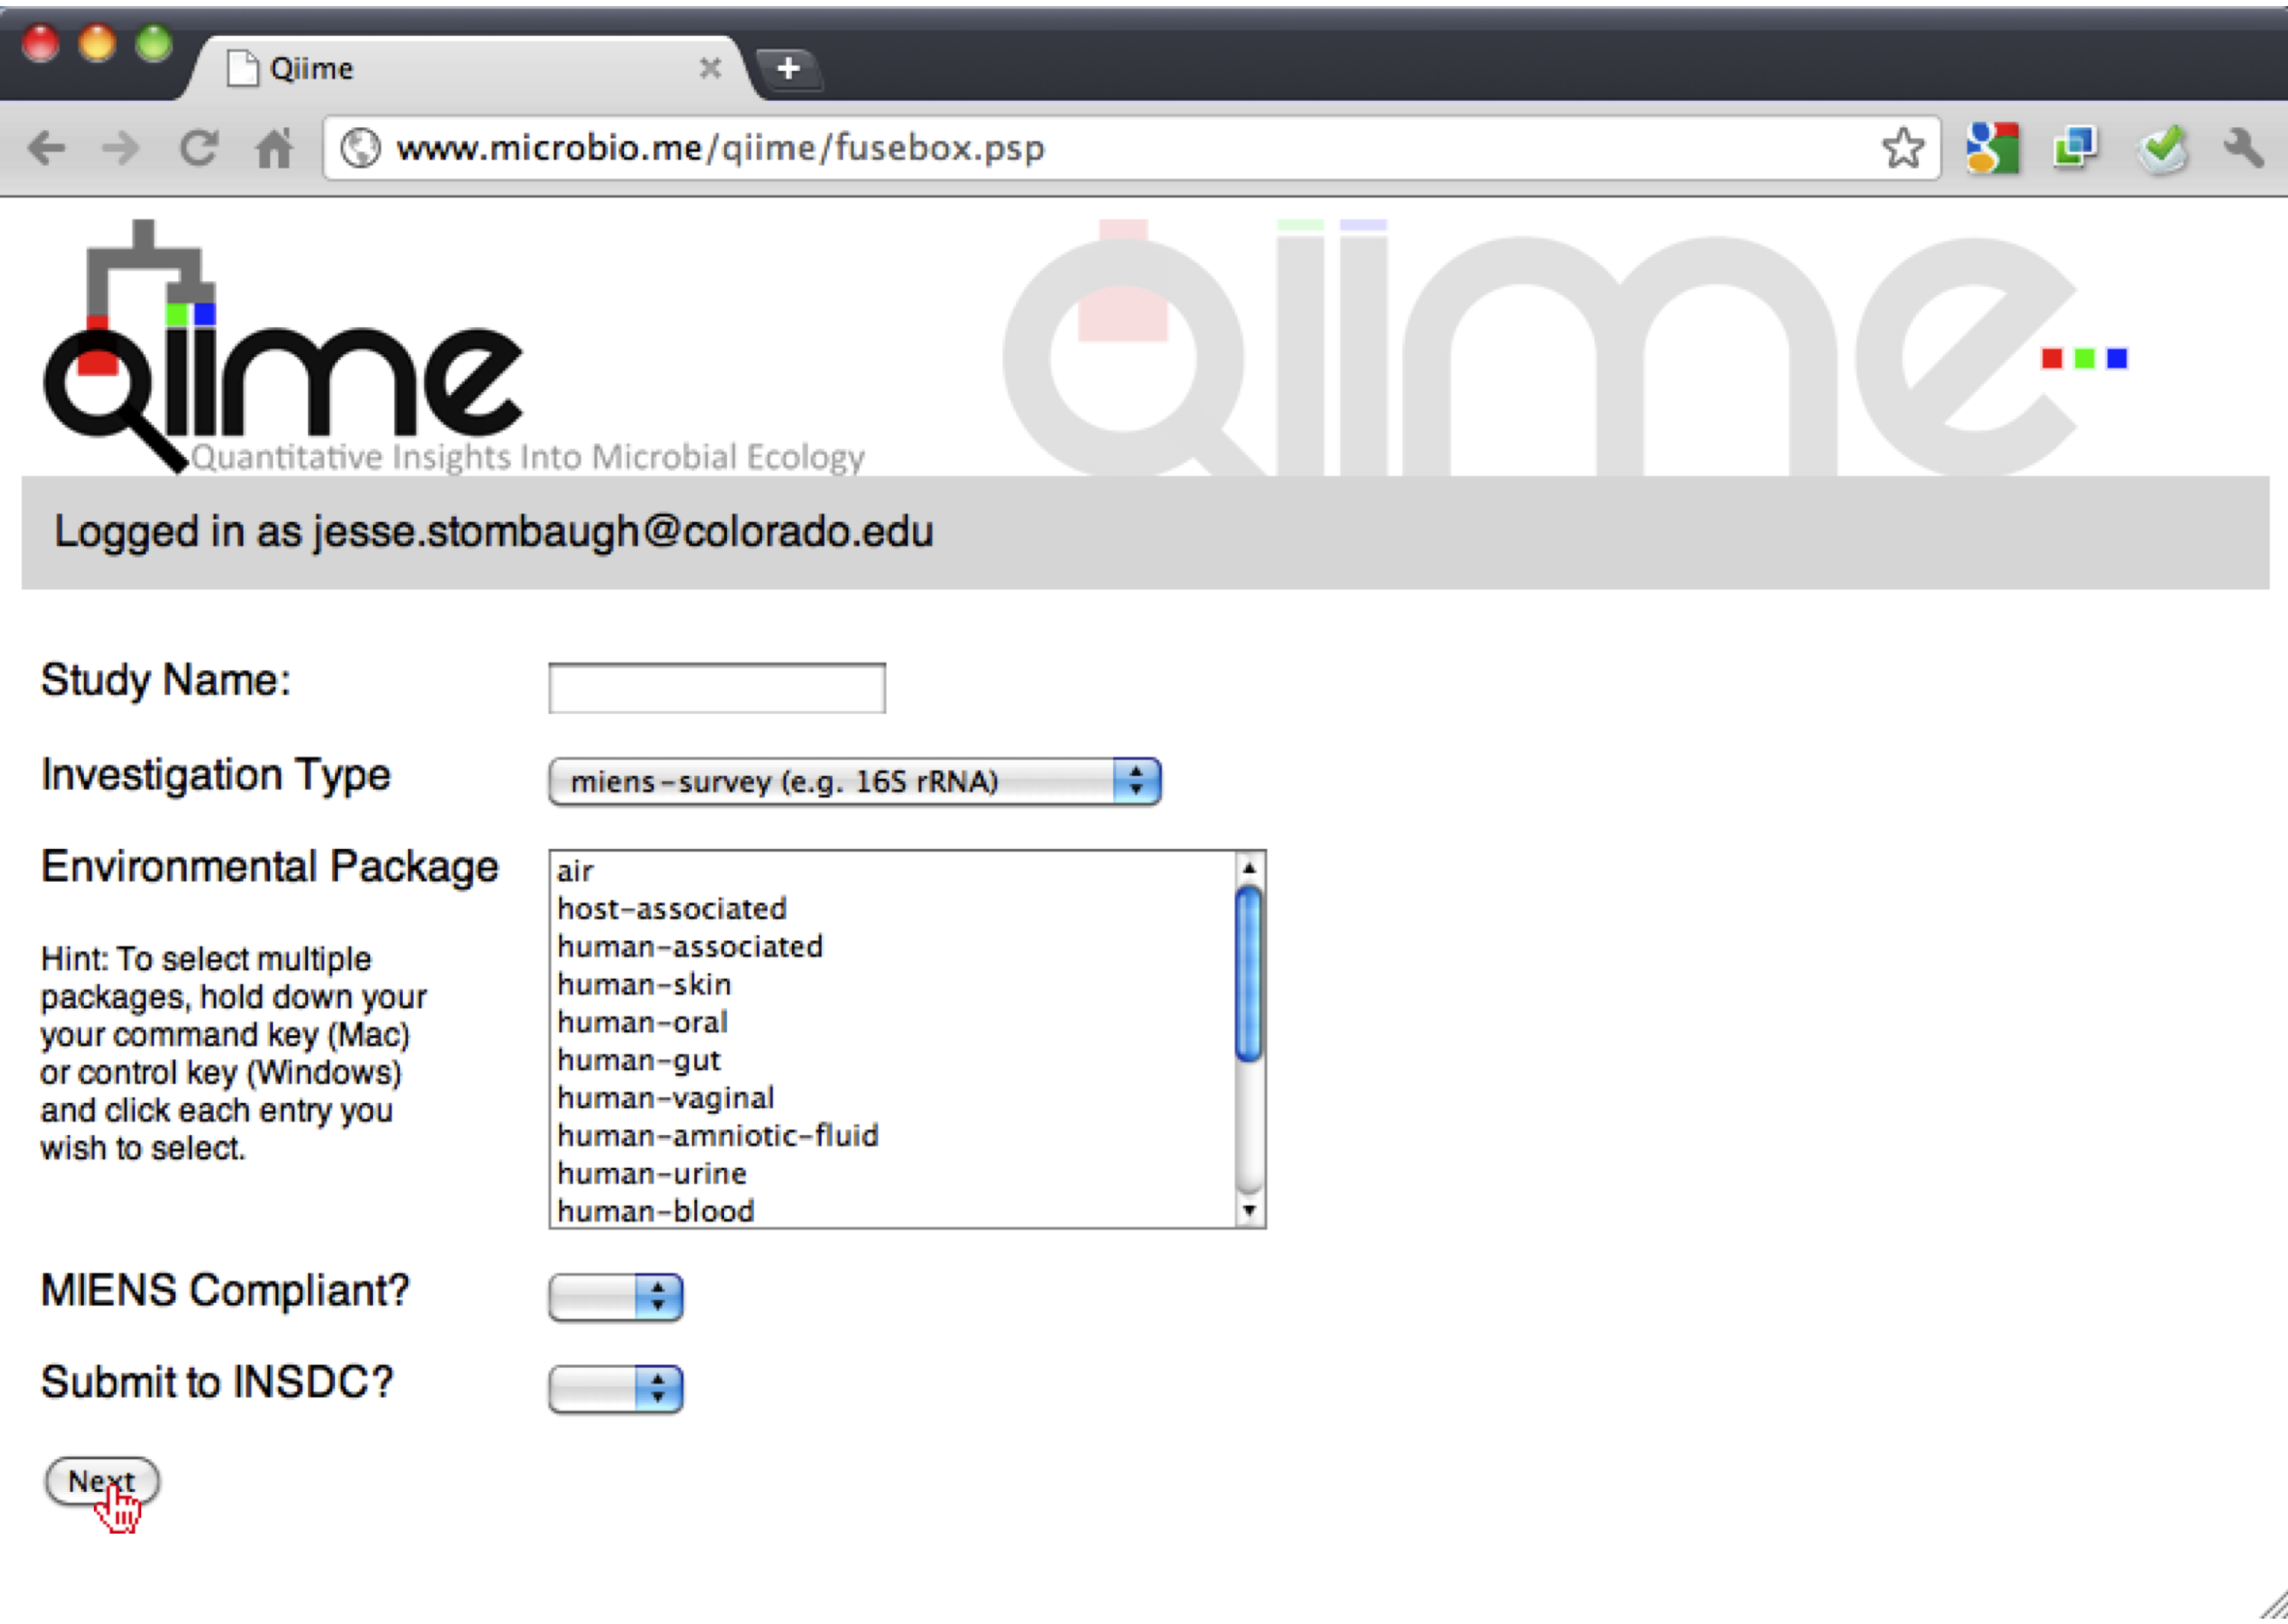 Qiime
www.microbio.me/qiime/fusebox.psp
Qiime
Qiime
Quantitative Insights Into Microbial Ecology
Logged in as jesse.stombaugh@colorado.edu
Study Name:
Investigation Type
miens-survey (e.g. 16S rRNA)
Environmental Package
Hint: To select multiple
packages, hold down your
your command key (Mac)
or control key (Windows)
and click each entry you
wish to select.
air
host-associated
human-associated
human-skin
human-oral
human-gut
human-vaginal
human-amniotic-fluid
human-urine
human-blood
MIENS Compliant?
Submit to INSDC?
Next